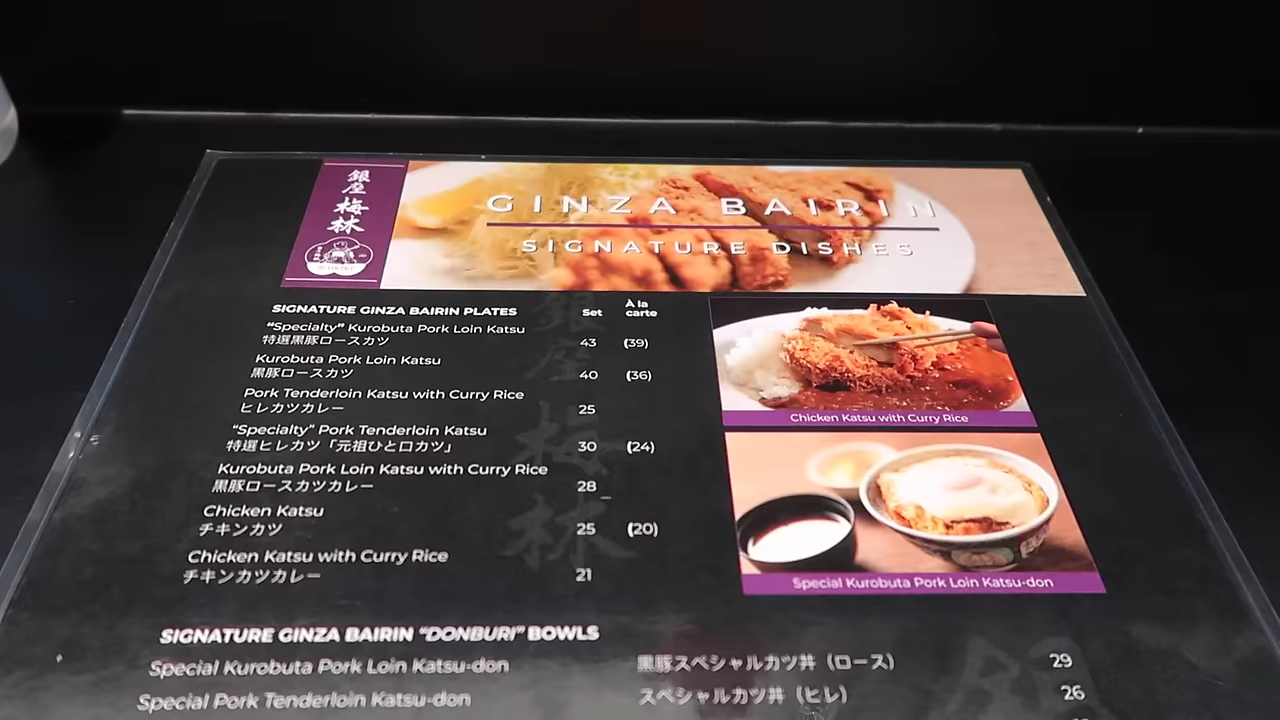 銀座
梅
林
WAIKIKI
GINZA BAIRIN
SIGNATURE DISHES
SIGNATURE GINZA BAIRIN PLATES Set À la carte
"Specialty" Kurobuta Pork Loin Katsu
特選黒豚ロースカツ 43 (39)
Kurobuta Pork Loin Katsu
黒豚ロースカツ 40 (36)
Pork Tenderloin Katsu with Curry Rice
ヒレカツカレー 25
"Specialty" Pork Tenderloin Katsu
特選ヒレカツ「元祖ひと口カツ」 30 (24)
Kurobuta Pork Loin Katsu with Curry Rice
黒豚ロースカツカレー 28
Chicken Katsu
チキンカツ 25 (20)
Chicken Katsu with Curry Rice
チキンカツカレー 21
Chicken Katsu with Curry Rice
Special Kurobuta Pork Loin Katsu-don
SIGNATURE GINZA BAIRIN "DONBURI" BOWLS
Special Kurobuta Pork Loin Katsu-don 黒豚スペシャルカツ丼（ロース） 29
Special Pork Tenderloin Katsu-don スペシャルカツ丼（ヒレ） 26